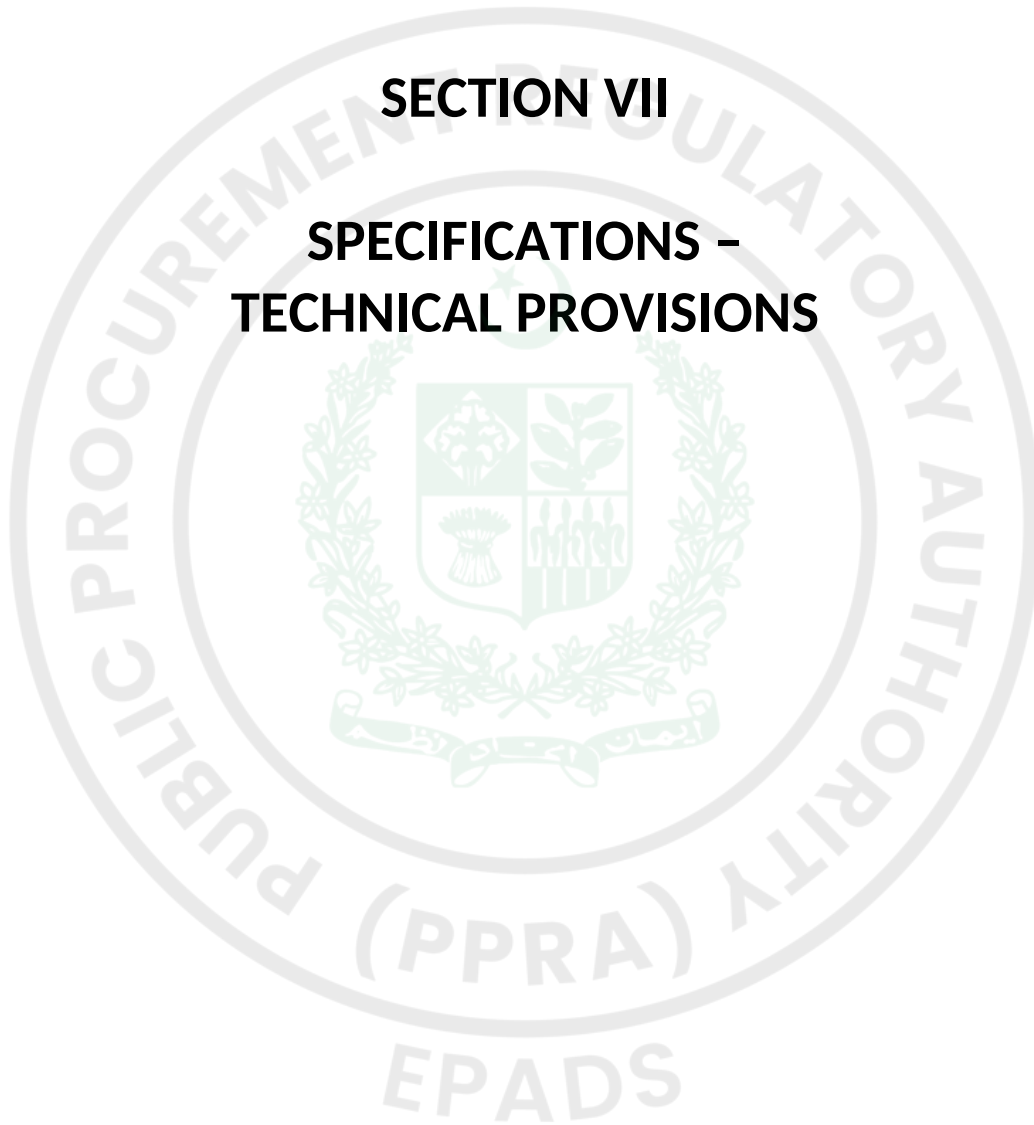 SECTION VII
SPECIFICATIONS –
TECHNICAL PROVISIONS
PUBLIC PROCUREMENT REGULATORY AUTHORITY
(PPRA)
EPADS